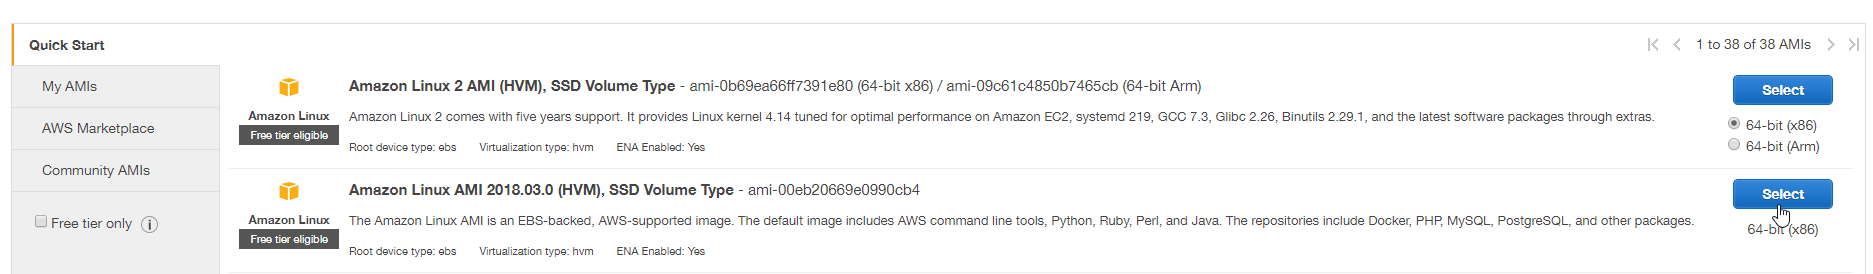 Quick Start
1 to 38 of 38 AMIs
My AMIs
AWS Marketplace
Community AMIs
Free tier only
Amazon Linux
Free tier eligible
Amazon Linux 2 AMI (HVM), SSD Volume Type - ami-0b69ea66ff7391e80 (64-bit x86) / ami-09c61c4850b7465cb (64-bit Arm)
Amazon Linux 2 comes with five years support. It provides Linux kernel 4.14 tuned for optimal performance on Amazon EC2, systemd 219, GCC 7.3, Glibc 2.26, Binutils 2.29.1, and the latest software packages through extras.
Root device type: ebs Virtualization type: hvm ENA Enabled: Yes
Select
64-bit (x86)
64-bit (Arm)
Amazon Linux
Free tier eligible
Amazon Linux AMI 2018.03.0 (HVM), SSD Volume Type - ami-00eb20669e0990cb4
The Amazon Linux AMI is an EBS-backed, AWS-supported image. The default image includes AWS command line tools, Python, Ruby, Perl, and Java. The repositories include Docker, PHP, MySQL, PostgreSQL, and other packages.
Root device type: ebs Virtualization type: hvm ENA Enabled: Yes
Select
64-bit (x86)